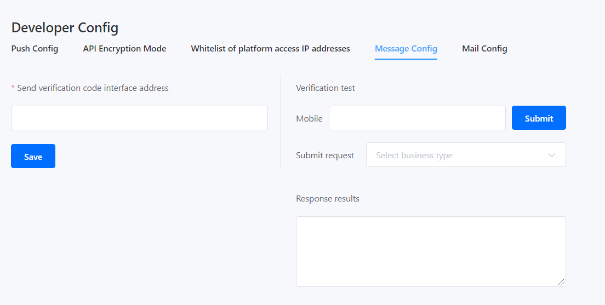 Developer Config
Push Config API Encryption Mode Whitelist of platform access IP addresses Message Config Mail Config
* Send verification code interface address
Save
Verification test
Mobile Submit
Submit request Select business type
Response results